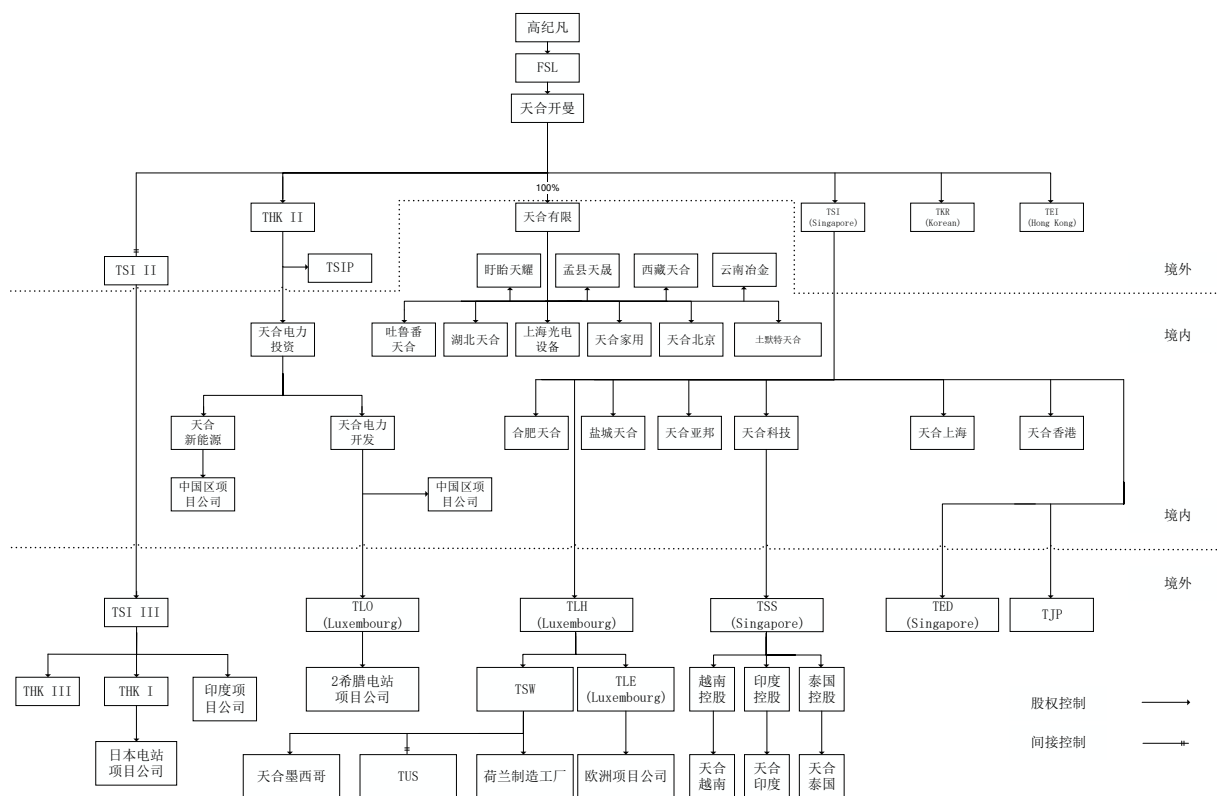 高纪凡
FSL
天合开曼
100%
THK II
天合有限
TSI
(Singapore)
TKR
(Korean)
TEI
(Hong Kong)
TSI II
TSIP
盱眙天耀
孟县天晟
西藏天合
云南冶金
境外
天合电力
投资
吐鲁番
天合
湖北天合
上海光电
设备
天合家用
天合北京
土默特天合
境内
天合
新能源
天合电力
开发
合肥天合
盐城天合
天合亚邦
天合科技
天合上海
天合香港
中国区项
目公司
中国区项
目公司
境内
境外
TSI III
TLO
(Luxembourg)
TLH
(Luxembourg)
TSS
(Singapore)
TED
(Singapore)
TJP
THK III
THK I
印度项
目公司
2希腊电站
项目公司
TSW
TLE
(Luxembourg)
越南
控股
印度
控股
泰国
控股
股权控制
日本电站
项目公司
天合墨西哥
TUS
荷兰制造工厂
欧洲项目公司
天合
越南
天合
印度
天合
泰国
间接控制